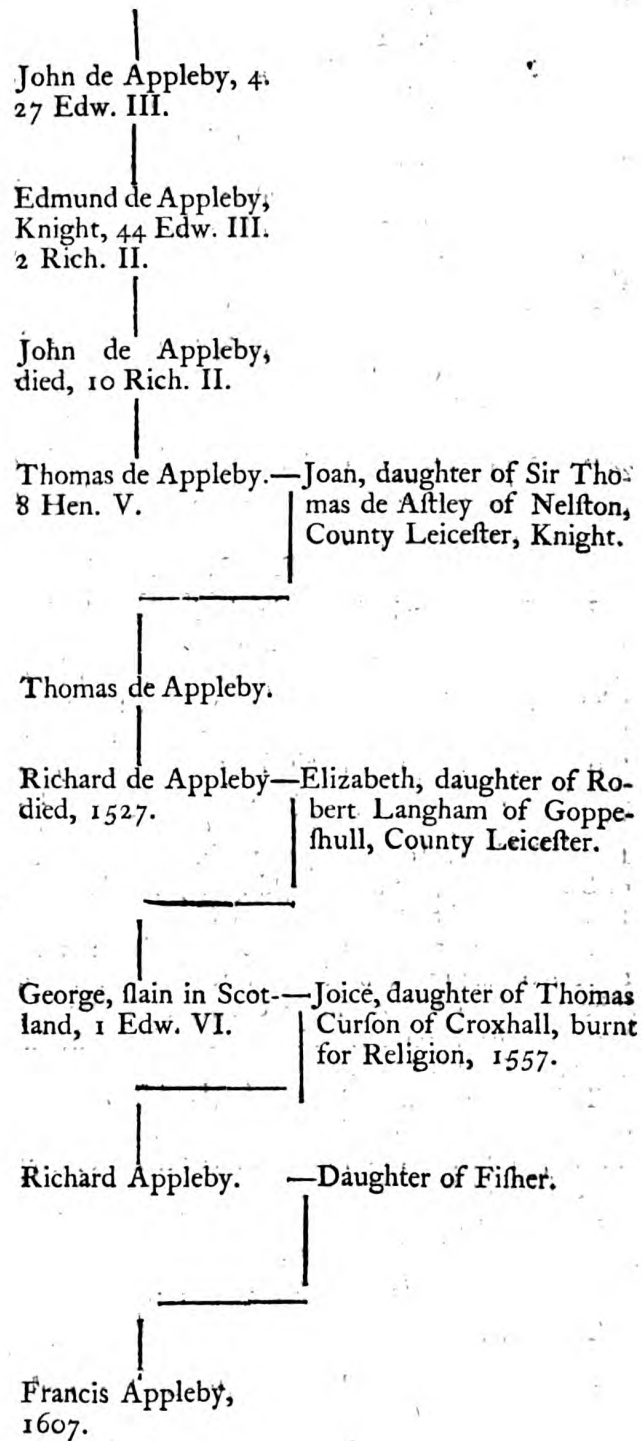 John de Appleby, 4.
27 Edw. III.
Edmund de Appleby,
Knight, 44 Edw. III.
2 Rich. II.
John de Appleby,
died, 10 Rich. II.
Thomas de Appleby.—Joan, daughter of Sir Tho-
8 Hen. V. mas de Aſtley of Nelſton,
County Leiceſter, Knight.
Thomas de Appleby.
Richard de Appleby—Elizabeth, daughter of Ro-
died, 1527. bert Langham of Goppe-
ſhull, County Leiceſter.
George, ſlain in Scot-—Joice, daughter of Thomas
land, 1 Edw. VI. Curſon of Croxhall, burnt
for Religion, 1557.
Richard Appleby. —Daughter of Fiſher.
Francis Appleby,
1607.